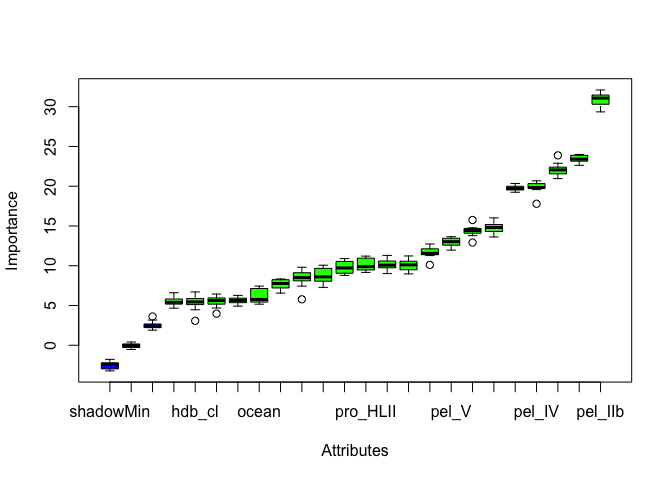 Importance
30
25
20
15
10
5
0
shadowMin hdb_cl ocean pro_HLII pel_V pel_IV pel_IIb
Attributes